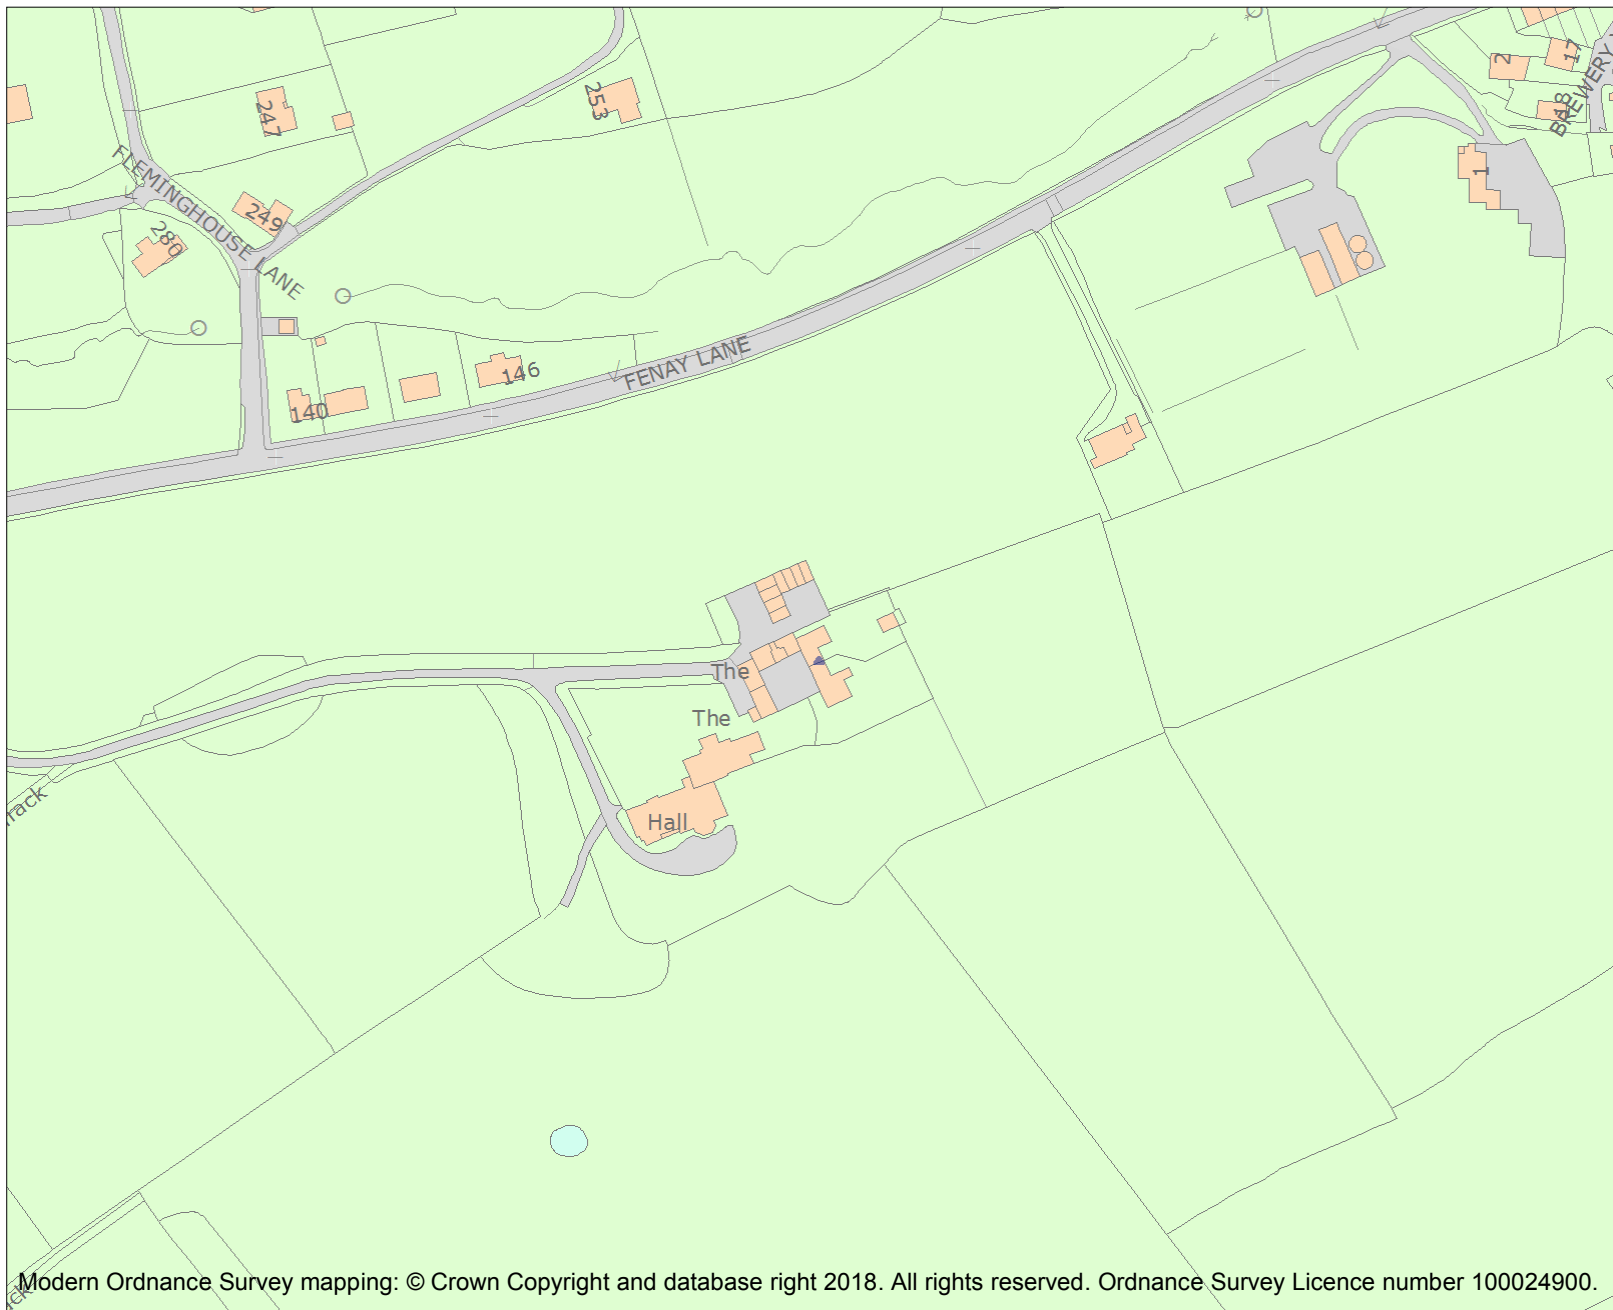 247
253
2
17
18
BREWERY
FLEMINGHOUSE LANE
249
280
1
146
140
FENAY LANE
The
The
Hall
Modern Ordnance Survey mapping: © Crown Copyright and database right 2018. All rights reserved. Ordnance Survey Licence number 100024900.